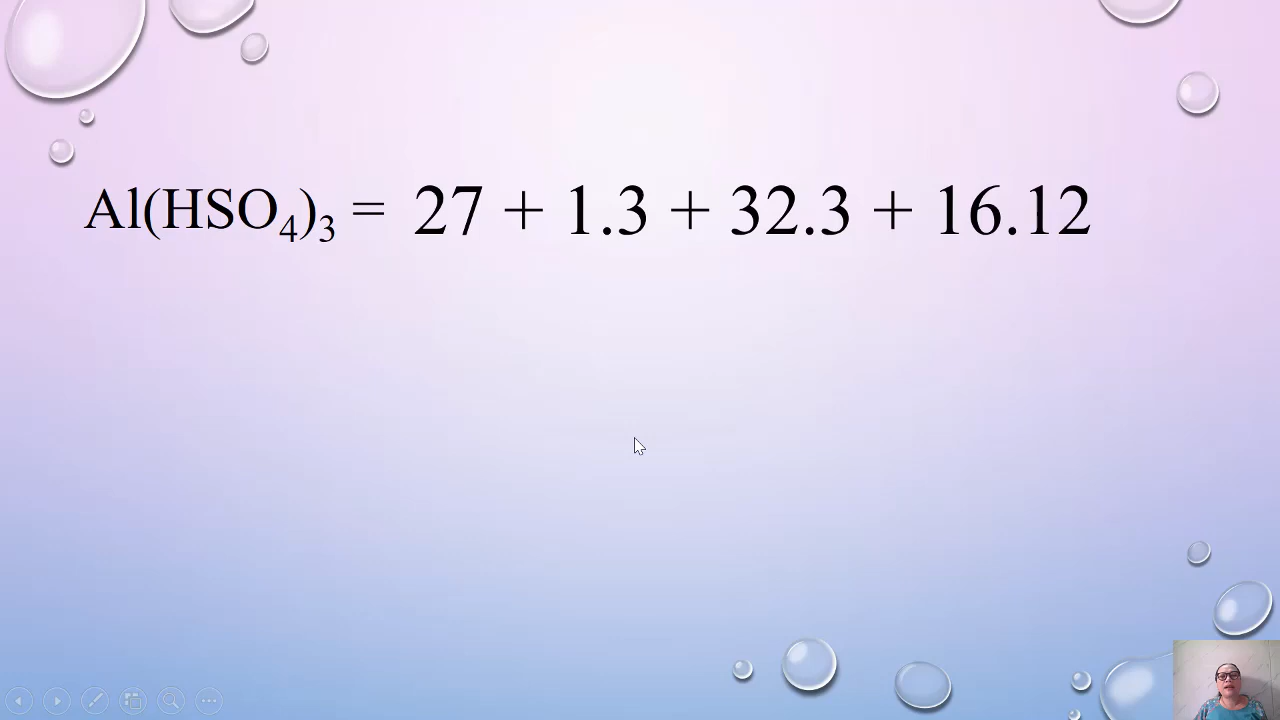 Al(HSO₄)₃ = 27 + 1.3 + 32.3 + 16.12